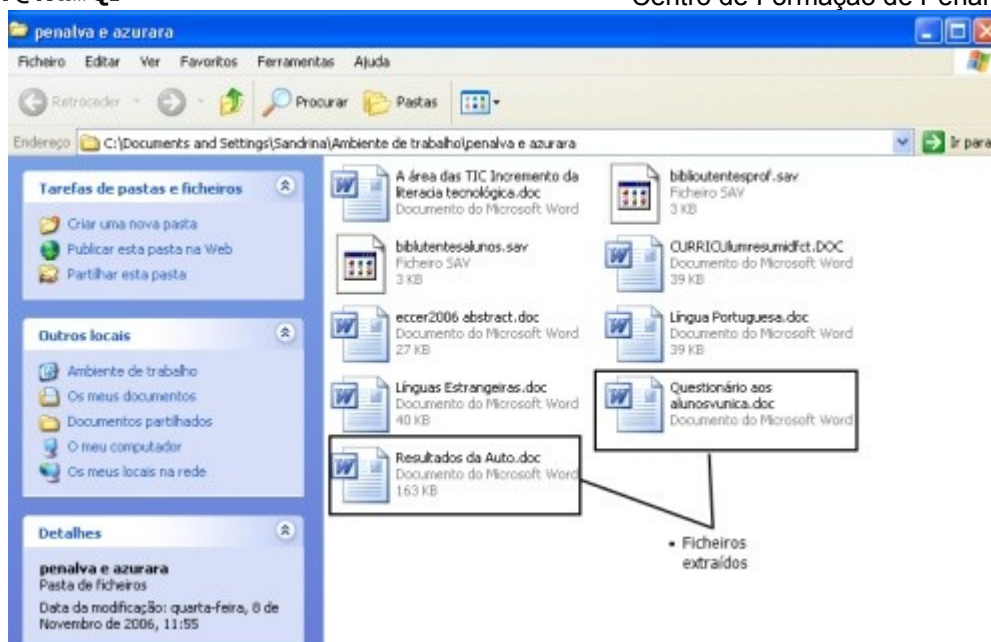 Centro de Formação de Penal
penalva e azurara
Ficheiro Editar Ver Favoritos Ferramentas Ajuda
Retroceder Procurar Pastas
Endereço C:\Documents and Settings\Sandrina\Ambiente de trabalho\penalva e azurara Ir para
Tarefas de pastas e ficheiros
Criar uma nova pasta
Publicar esta pasta na Web
Partilhar esta pasta
Outros locais
Ambiente de trabalho
Os meus documentos
Documentos partilhados
O meu computador
Os meus locais na rede
Detalhes
penalva e azurara
Pasta de ficheiros
Data da modificação: quarta-feira, 8 de
Novembro de 2006, 11:55
A área das TIC Incremento da
literacia tecnológica.doc
Documento do Microsoft Word
biblioutentesprof.sav
Ficheiro SAV
3 KB
biblutentesalunos.sav
Ficheiro SAV
3 KB
CURRICUlumresumidfct.DOC
Documento do Microsoft Word
39 KB
eccer2006 abstract.doc
Documento do Microsoft Word
27 KB
Língua Portuguesa.doc
Documento do Microsoft Word
39 KB
Línguas Estrangeiras.doc
Documento do Microsoft Word
40 KB
Questionário aos
alunosvunica.doc
Documento do Microsoft Word
Resultados da Auto.doc
Documento do Microsoft Word
163 KB
• Ficheiros
extraídos